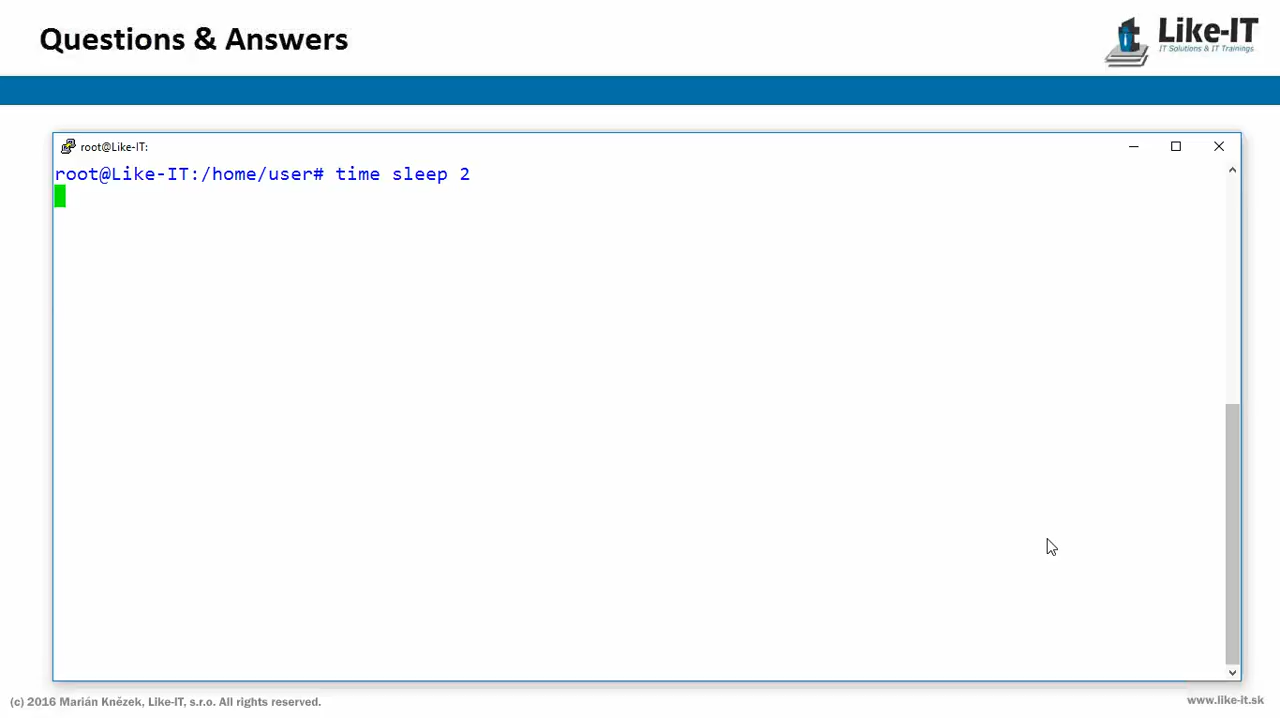 Questions & Answers
Like-IT
IT Solutions & IT Trainings
root@Like-IT:
root@Like-IT:/home/user# time sleep 2
(c) 2016 Marián Knězek, Like-IT, s.r.o. All rights reserved.
www.like-it.sk